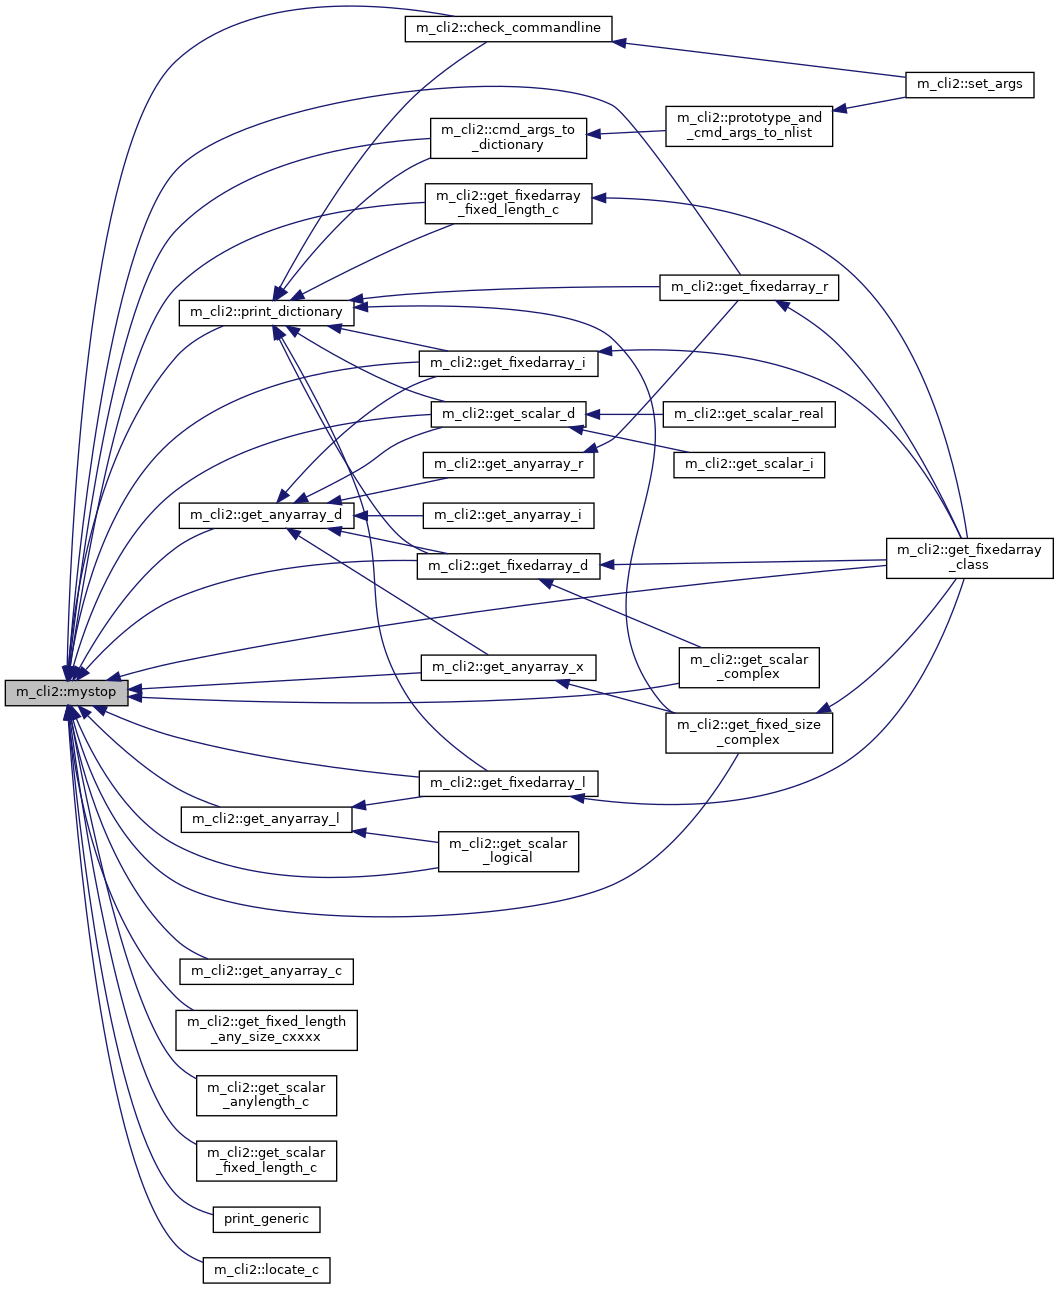 m_cli2::check_commandline
m_cli2::set_args
m_cli2::prototype_and
_cmd_args_to_nlist
m_cli2::cmd_args_to
_dictionary
m_cli2::get_fixedarray
_fixed_length_c
m_cli2::get_fixedarray_r
m_cli2::print_dictionary
m_cli2::get_fixedarray_i
m_cli2::get_scalar_d
m_cli2::get_scalar_real
m_cli2::get_anyarray_r
m_cli2::get_scalar_i
m_cli2::get_anyarray_d
m_cli2::get_anyarray_i
m_cli2::get_fixedarray
_class
m_cli2::get_fixedarray_d
m_cli2::get_anyarray_x
m_cli2::get_scalar
_complex
m_cli2::mystop
m_cli2::get_fixed_size
_complex
m_cli2::get_fixedarray_l
m_cli2::get_anyarray_l
m_cli2::get_scalar
_logical
m_cli2::get_anyarray_c
m_cli2::get_fixed_length
_any_size_cxxxx
m_cli2::get_scalar
_anylength_c
m_cli2::get_scalar
_fixed_length_c
print_generic
m_cli2::locate_c